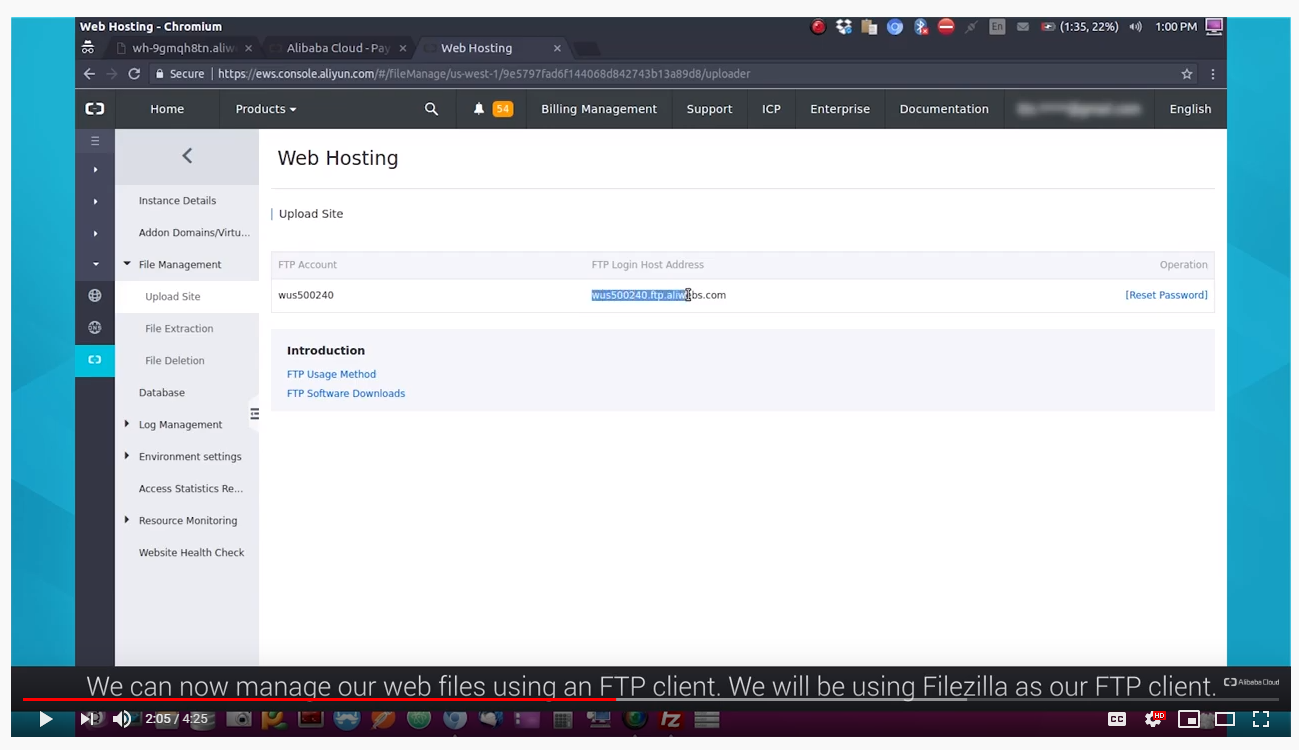 Web Hosting - Chromium
En
(1:35, 22%)
1:00 PM
wh-9gmqh8tn.aliw
Alibaba Cloud - Pay
Web Hosting
Secure
https://ews.console.aliyun.com/#/fileManage/us-west-1/9e5797fad6f144068d842743b13a89d8/uploader
Home
Products
54
Billing Management
Support
ICP
Enterprise
Documentation
English
Web Hosting
Upload Site
FTP Account
FTP Login Host Address
Operation
wus500240
wus500240.ftp.aliwebs.com
[Reset Password]
Introduction
FTP Usage Method
FTP Software Downloads
Instance Details
Addon Domains/Virtu...
File Management
Upload Site
File Extraction
File Deletion
Database
Log Management
Environment settings
Access Statistics Re...
Resource Monitoring
Website Health Check
DNS
We can now manage our web files using an FTP client. We will be using Filezilla as our FTP client.
Alibaba Cloud
2:05 / 4:25
CC
HD